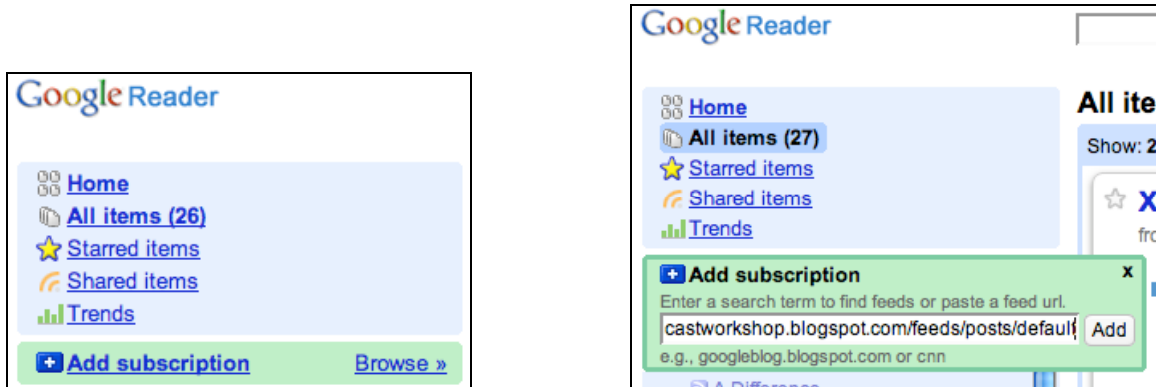 Google Reader
Home
All items (26)
Starred items
Shared items
Trends
Add subscription Browse »
Google Reader
Home
All items (27)
Starred items
Shared items
Trends
Add subscription x
Enter a search term to find feeds or paste a feed url.
castworkshop.blogspot.com/feeds/posts/default Add
e.g., googleblog.blogspot.com or cnn
A Difference
All ite
Show: 2
X
fro